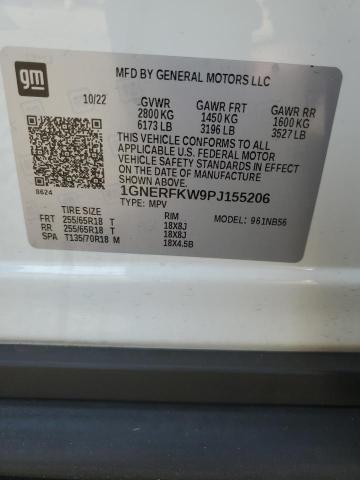 gm
MFD BY GENERAL MOTORS LLC
10/22 GVWR GAWR FRT GAWR RR
2800 KG 1450 KG 1600 KG
6173 LB 3196 LB 3527 LB
THIS VEHICLE CONFORMS TO ALL
APPLICABLE U.S. FEDERAL MOTOR
VEHICLE SAFETY STANDARDS IN EFFECT
ON THE DATE OF MANUFACTURE
SHOWN ABOVE.
8624
1GNERFKW9PJ155206
TYPE: MPV
TIRE SIZE RIM MODEL: 961NB56
FRT 255/65R18 T 18X8J
RR 255/65R18 T 18X8J
SPA T135/70R18 M 18X4.5B